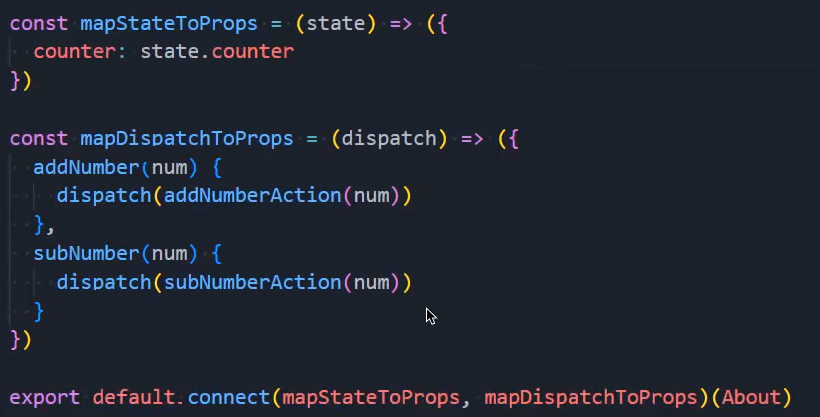 const mapStateToProps = (state) => ({
  counter: state.counter
})

const mapDispatchToProps = (dispatch) => ({
  addNumber(num) {
    dispatch(addNumberAction(num))
  },
  subNumber(num) {
    dispatch(subNumberAction(num))
  }
})

export default connect(mapStateToProps, mapDispatchToProps)(About)